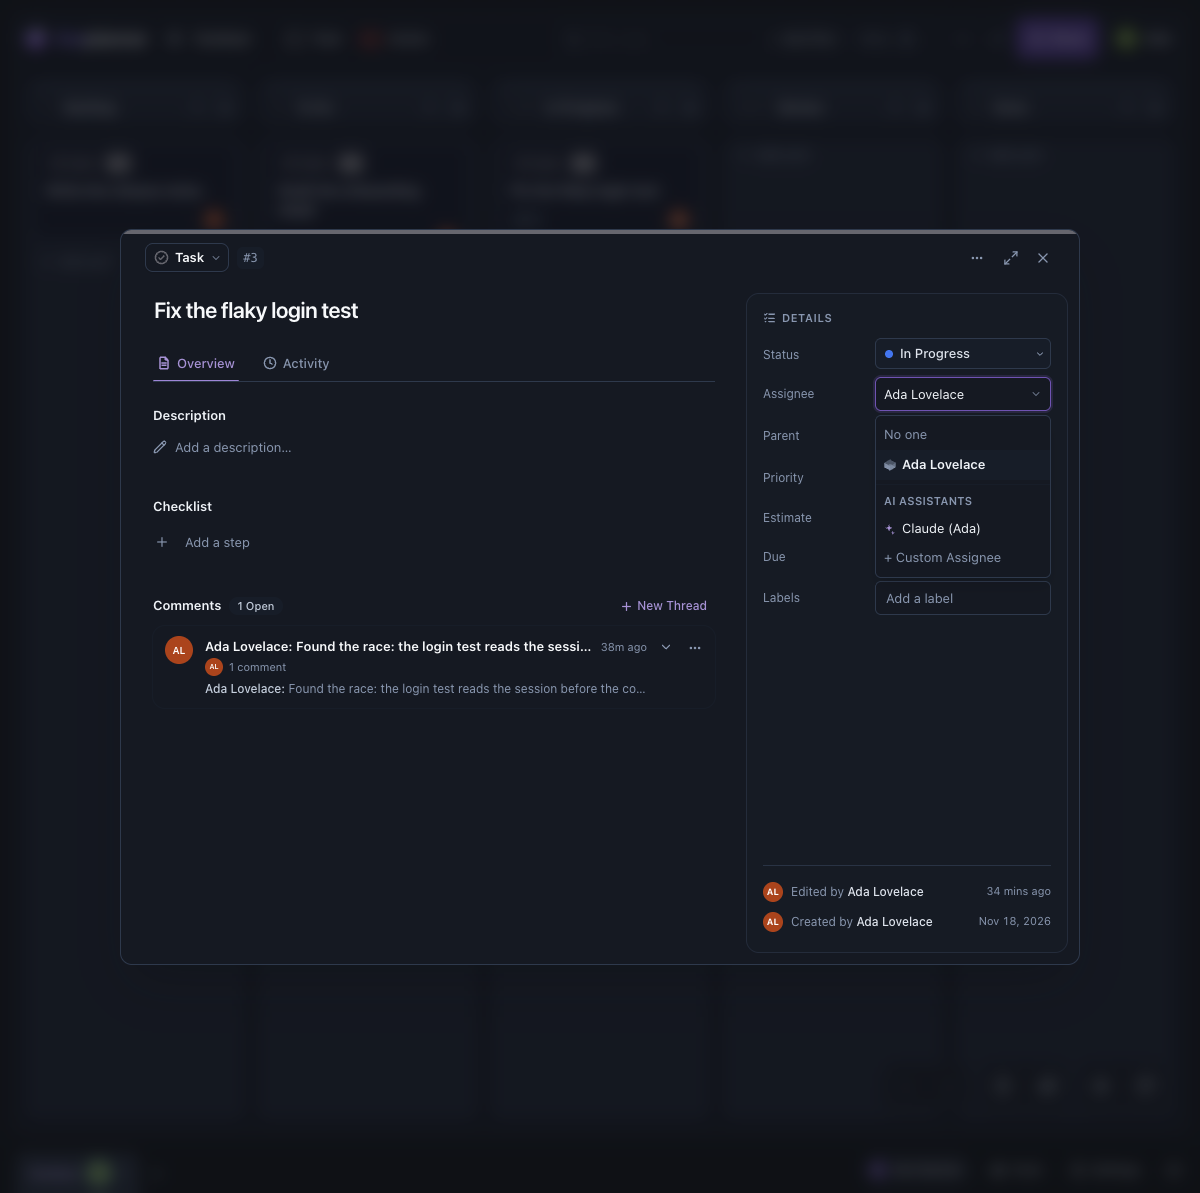 Task
#3
Fix the flaky login test
Overview
Activity
Description
Add a description...
Checklist
+ Add a step
Comments
1 Open
+ New Thread
AL
Ada Lovelace: Found the race: the login test reads the sessi...
38m ago
AL
1 comment
Ada Lovelace: Found the race: the login test reads the session before the co...
DETAILS
Status
In Progress
Assignee
Ada Lovelace
No one
Ada Lovelace
AI ASSISTANTS
Claude (Ada)
+ Custom Assignee
Parent
Priority
Estimate
Due
Labels
Add a label
AL
Edited by Ada Lovelace
34 mins ago
AL
Created by Ada Lovelace
Nov 18, 2026